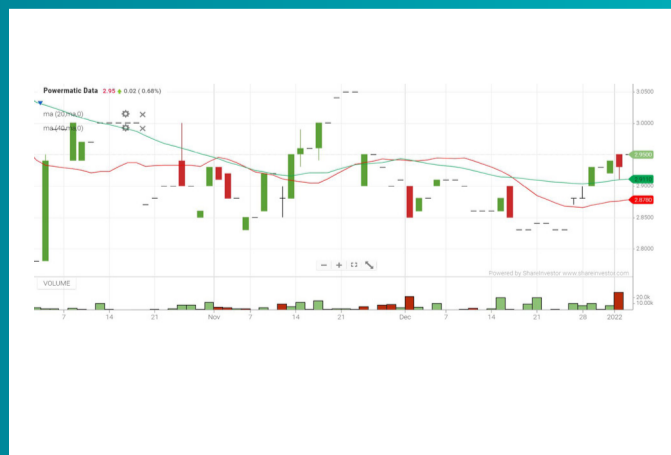 Powermatic Data 2.95 0.02 ( 0.68%)
3.0500
ma (20,ma,0)
3.0000
ma (40,ma,0)
2.9500
2.9000
2.8780
2.8500
2.8000
Powered by ShareInvestor www.shareinvestor.com
VOLUME
20.0k
10.00k
7 14 21 Nov 7 14 21 Dec 7 14 21 28 2022